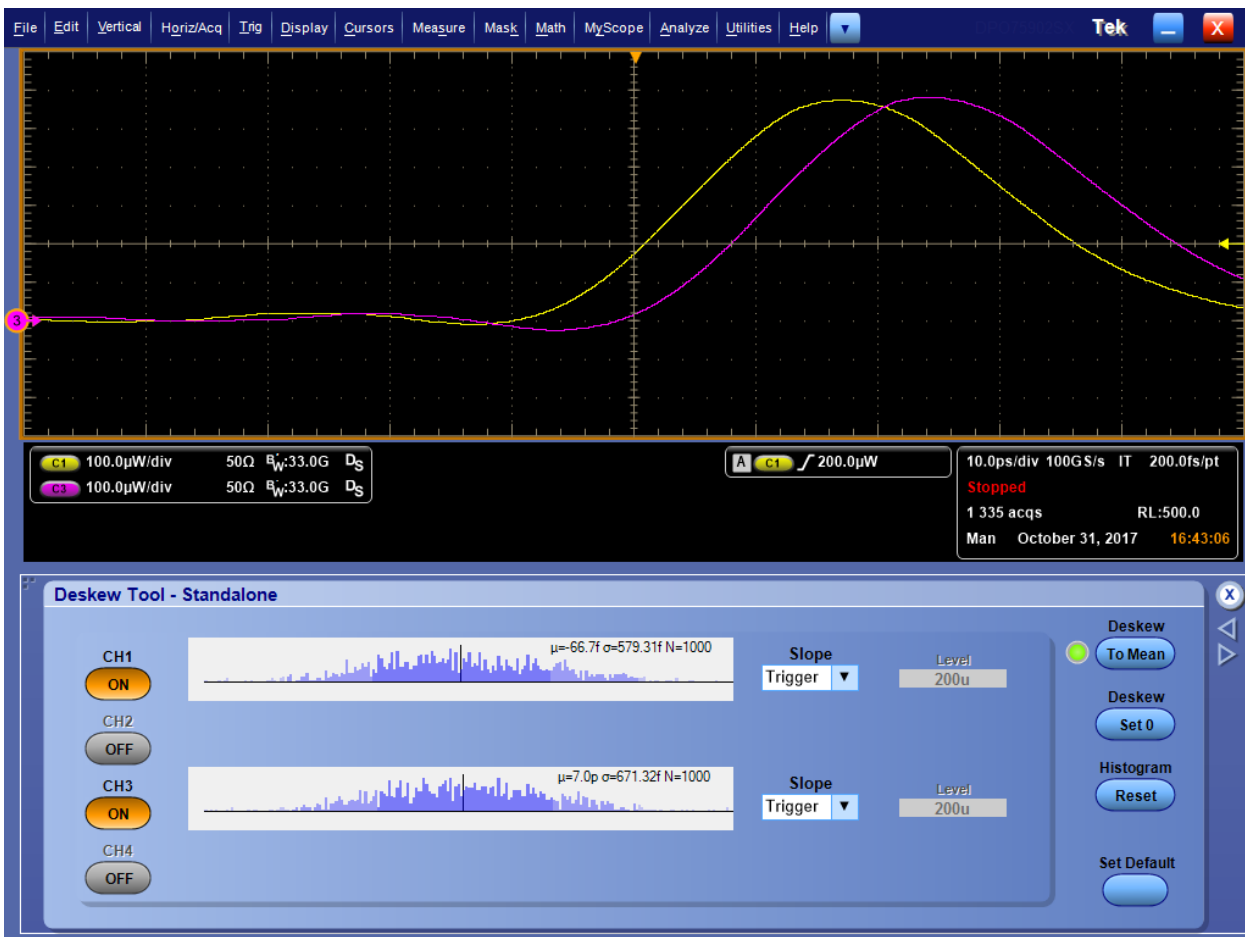 File Edit Vertical Horiz/Acq Trig Display Cursors Measure Mask Math MyScope Analyze Utilities Help Tek X
3
C1 100.0µW/div 50Ω BW:33.0G DS
C3 100.0µW/div 50Ω BW:33.0G DS
A C1 200.0µW
10.0ps/div 100GS/s IT 200.0fs/pt
Stopped
1 335 acqs RL:500.0
Man October 31, 2017 16:43:06
Deskew Tool - Standalone X
CH1
ON
µ=-66.7f σ=579.31f N=1000
Slope
Trigger
Level
200u
CH2
OFF
CH3
ON
µ=7.0p σ=671.32f N=1000
Slope
Trigger
Level
200u
CH4
OFF
Deskew
To Mean
Deskew
Set 0
Histogram
Reset
Set Default